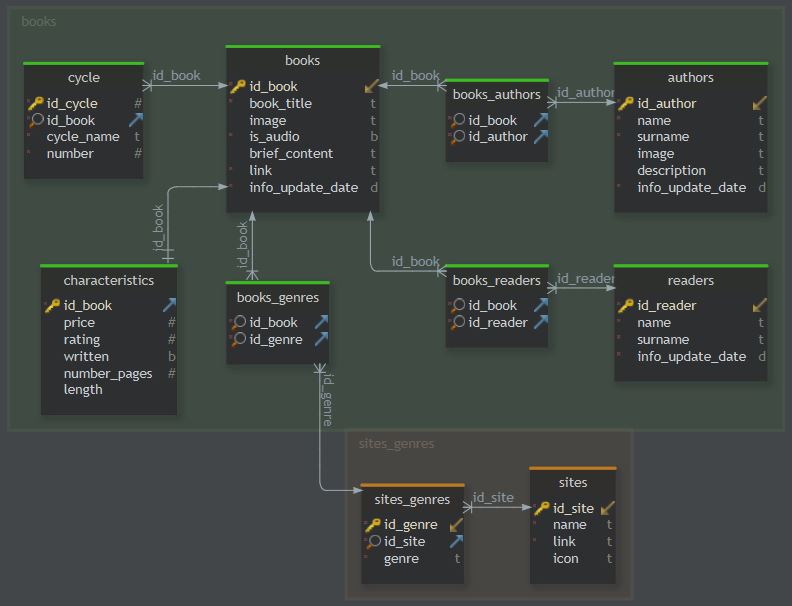 books
cycle
id_cycle #
id_book
cycle_name t
number #
id_book
books
id_book
book_title t
image t
is_audio b
brief_content t
link t
info_update_date d
id_book
books_authors
id_book
id_author
id_author
authors
id_author
name t
surname t
image t
description t
info_update_date d
id_book
characteristics
id_book
price #
rating #
written b
number_pages #
length
id_book
books_genres
id_book
id_genre
id_book
books_readers
id_book
id_reader
id_reader
readers
id_reader
name t
surname t
info_update_date d
id_genre
sites_genres
sites_genres
id_genre
id_site
genre t
id_site
sites
id_site
name t
link t
icon t